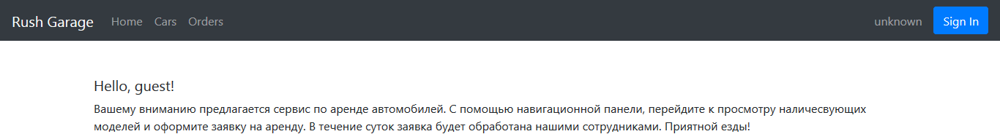 Rush Garage Home Cars Orders unknown Sign In
Hello, guest!
Вашему вниманию предлагается сервис по аренде автомобилей. С помощью навигационной панели, перейдите к просмотру наличесвующих
моделей и оформите заявку на аренду. В течение суток заявка будет обработана нашими сотрудниками. Приятной езды!